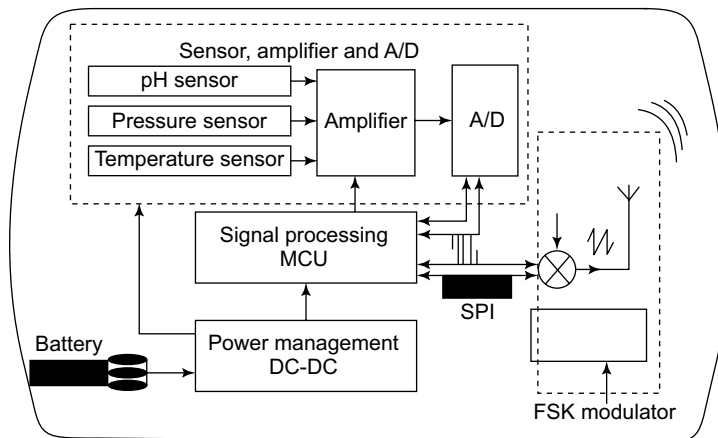 Sensor, amplifier and A/D
pH sensor
Pressure sensor
Temperature sensor
Amplifier
A/D
Signal processing
MCU
SPI
Battery
Power management
DC-DC
FSK modulator